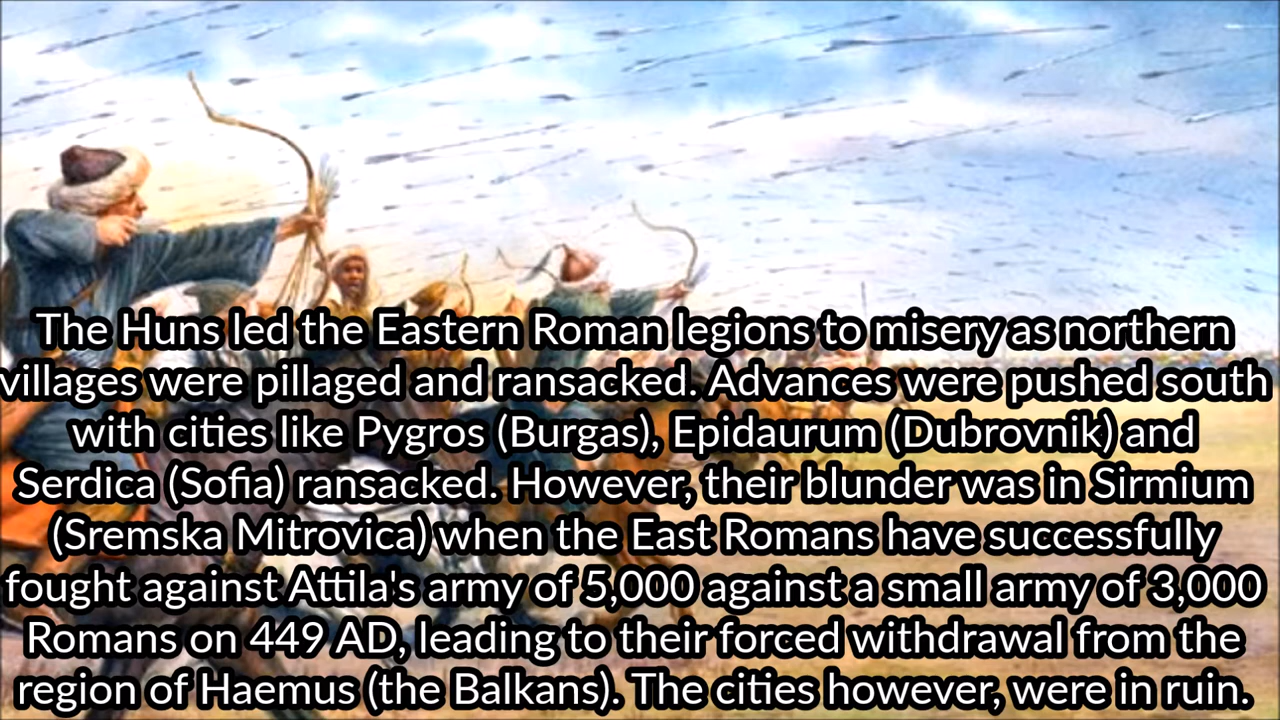 The Huns led the Eastern Roman legions to misery as northern
villages were pillaged and ransacked. Advances were pushed south
with cities like Pygros (Burgas), Epidaurum (Dubrovnik) and
Serdica (Sofia) ransacked. However, their blunder was in Sirmium
(Sremska Mitrovica) when the East Romans have successfully
fought against Attila's army of 5,000 against a small army of 3,000
Romans on 449 AD, leading to their forced withdrawal from the
region of Haemus (the Balkans). The cities however, were in ruin.